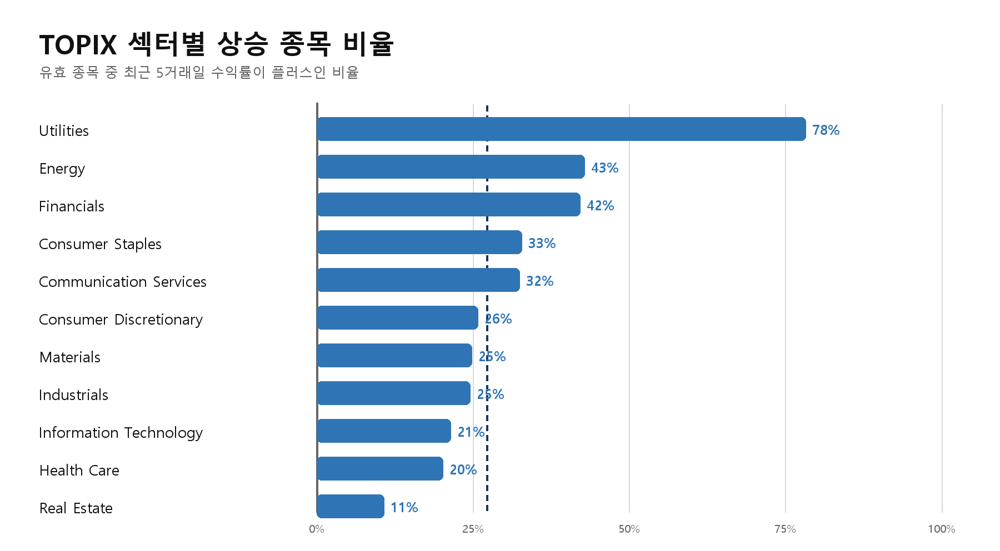 TOPIX 섹터별 상승 종목 비율
유효 종목 중 최근 5거래일 수익률이 플러스인 비율
Utilities 78%
Energy 43%
Financials 42%
Consumer Staples 33%
Communication Services 32%
Consumer Discretionary 26%
Materials 25%
Industrials 25%
Information Technology 21%
Health Care 20%
Real Estate 11%
0% 25% 50% 75% 100%